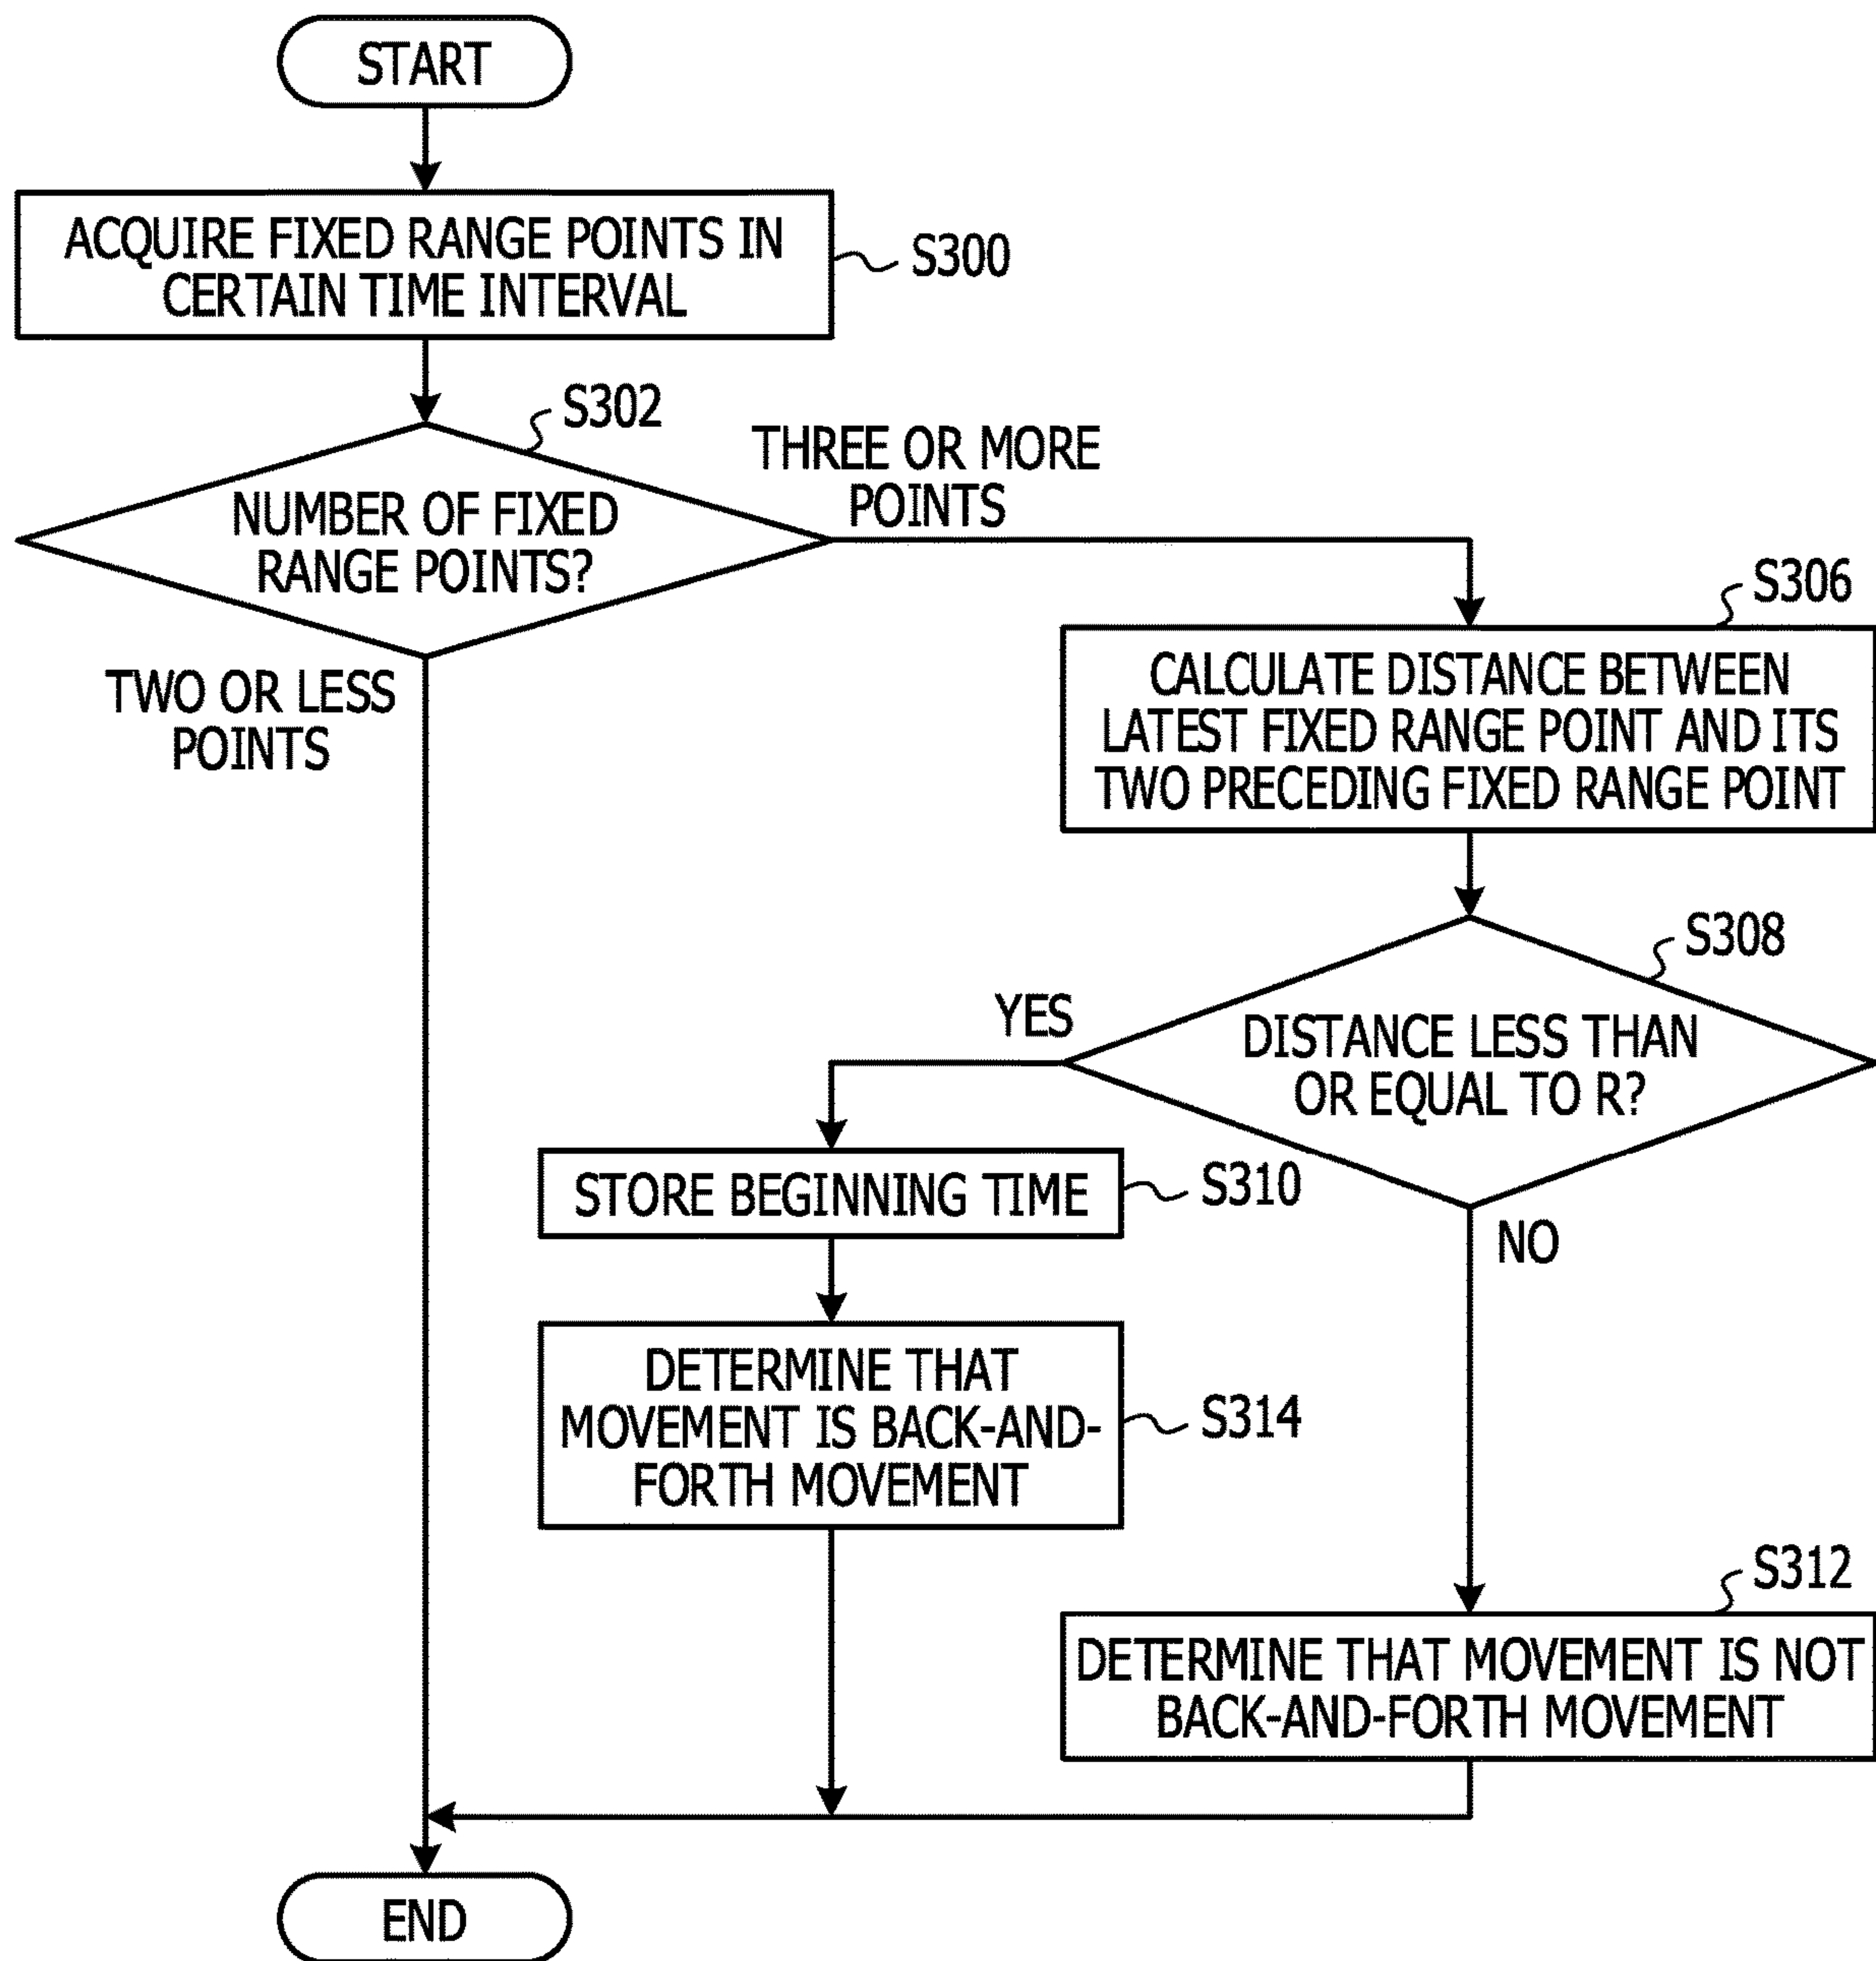 START
ACQUIRE FIXED RANGE POINTS IN
CERTAIN TIME INTERVAL
S300
S302
NUMBER OF FIXED
RANGE POINTS?
THREE OR MORE
POINTS
TWO OR LESS
POINTS
S306
CALCULATE DISTANCE BETWEEN
LATEST FIXED RANGE POINT AND ITS
TWO PRECEDING FIXED RANGE POINT
S308
DISTANCE LESS THAN
OR EQUAL TO R?
YES
NO
STORE BEGINNING TIME
S310
DETERMINE THAT
MOVEMENT IS BACK-AND-
FORTH MOVEMENT
S314
S312
DETERMINE THAT MOVEMENT IS NOT
BACK-AND-FORTH MOVEMENT
END